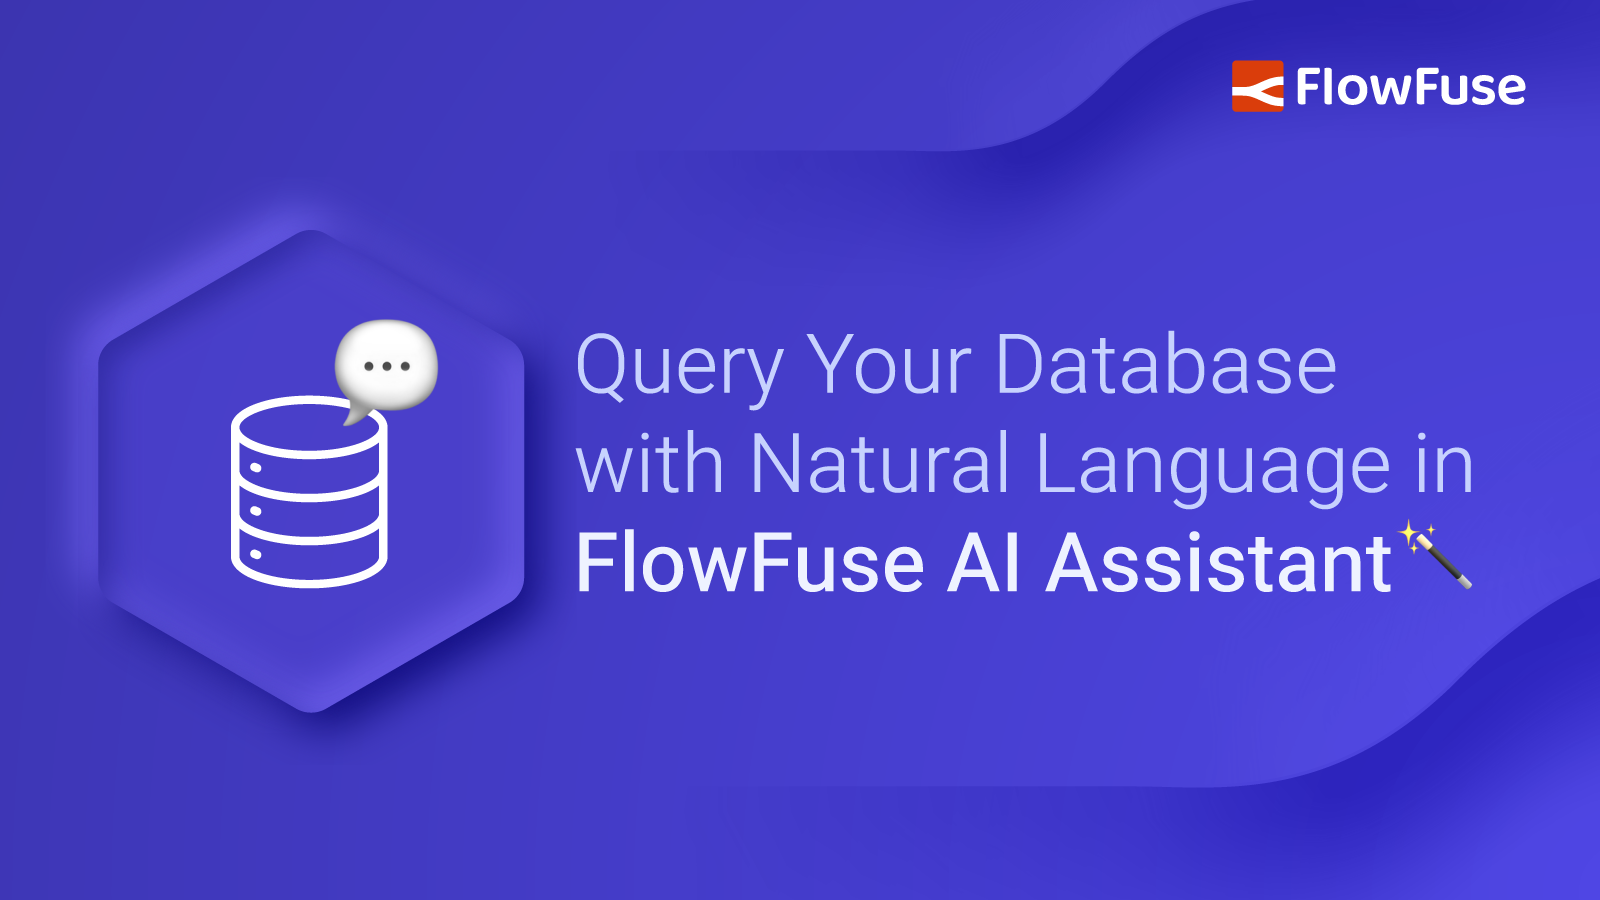 FlowFuse
Query Your Database
with Natural Language in
FlowFuse AI Assistant